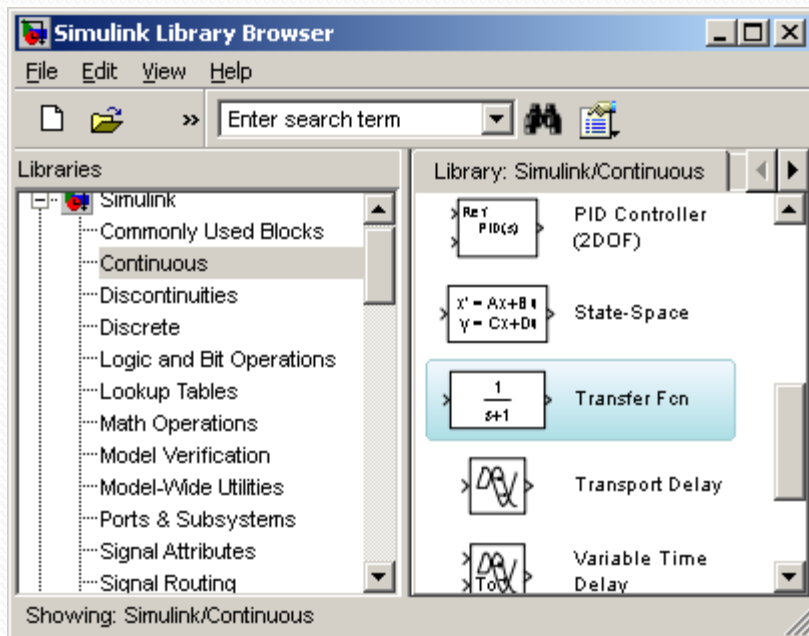 Simulink Library Browser
File Edit View Help
» Enter search term
Libraries
Simulink
Commonly Used Blocks
Continuous
Discontinuities
Discrete
Logic and Bit Operations
Lookup Tables
Math Operations
Model Verification
Model-Wide Utilities
Ports & Subsystems
Signal Attributes
Signal Routing
Library: Simulink/Continuous
Ref
PID(s)
PID Controller
(2DOF)
x' = Ax+Bu
y = Cx+Du
State-Space
1
s+1
Transfer Fcn
Transport Delay
To
Variable Time
Delay
Showing: Simulink/Continuous